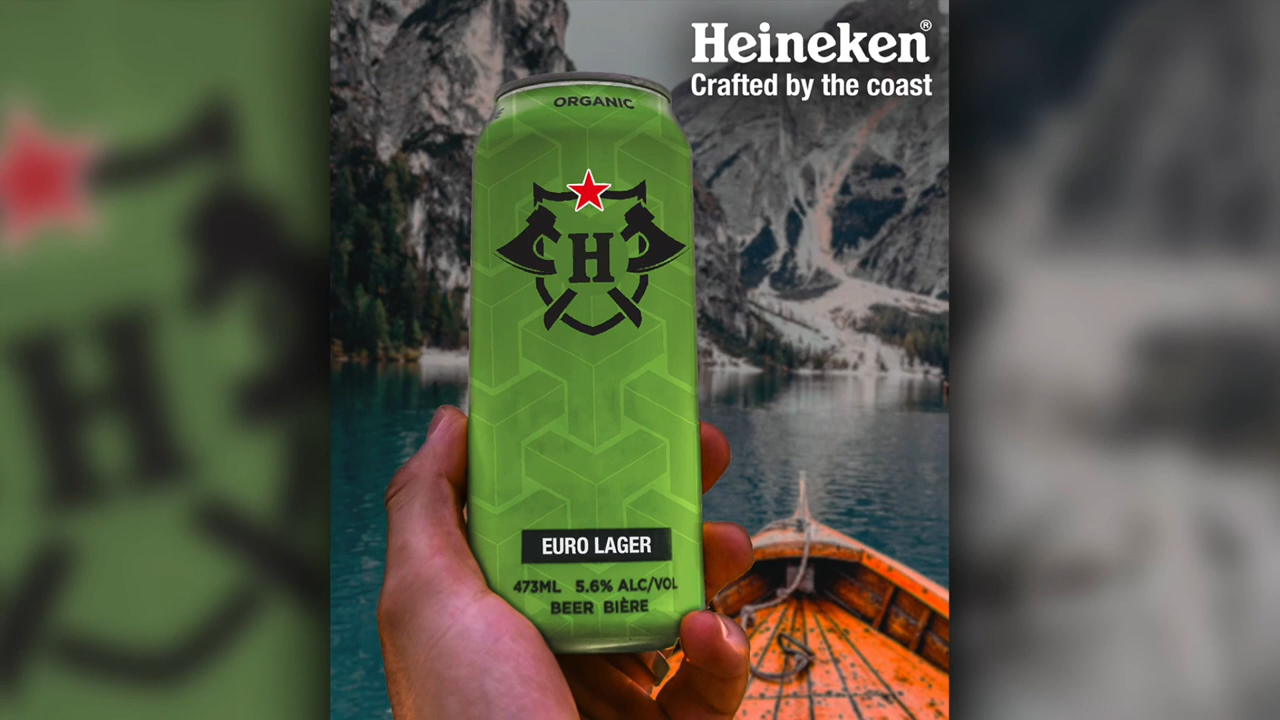 Heineken®
Crafted by the coast
ORGANIC
H
EURO LAGER
473ML 5.6% ALC/VOL
BEER BIÈRE